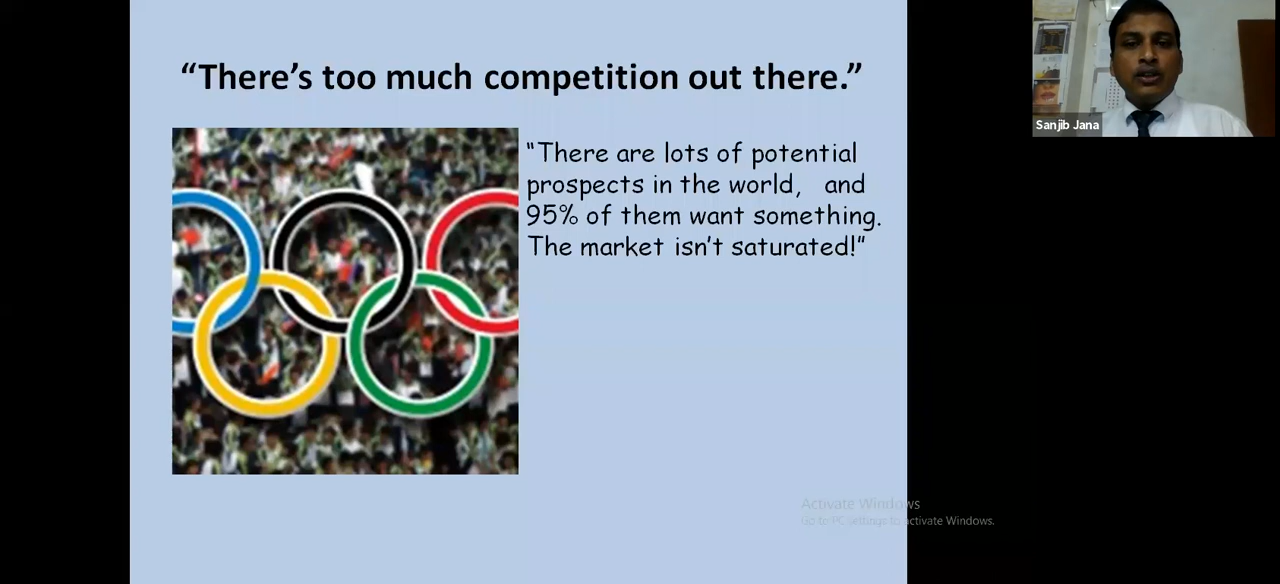 “There’s too much competition out there.”
“There are lots of potential
prospects in the world, and
95% of them want something.
The market isn’t saturated!”
Sanjib Jana
Activate Windows
Go to PC settings to activate Windows.